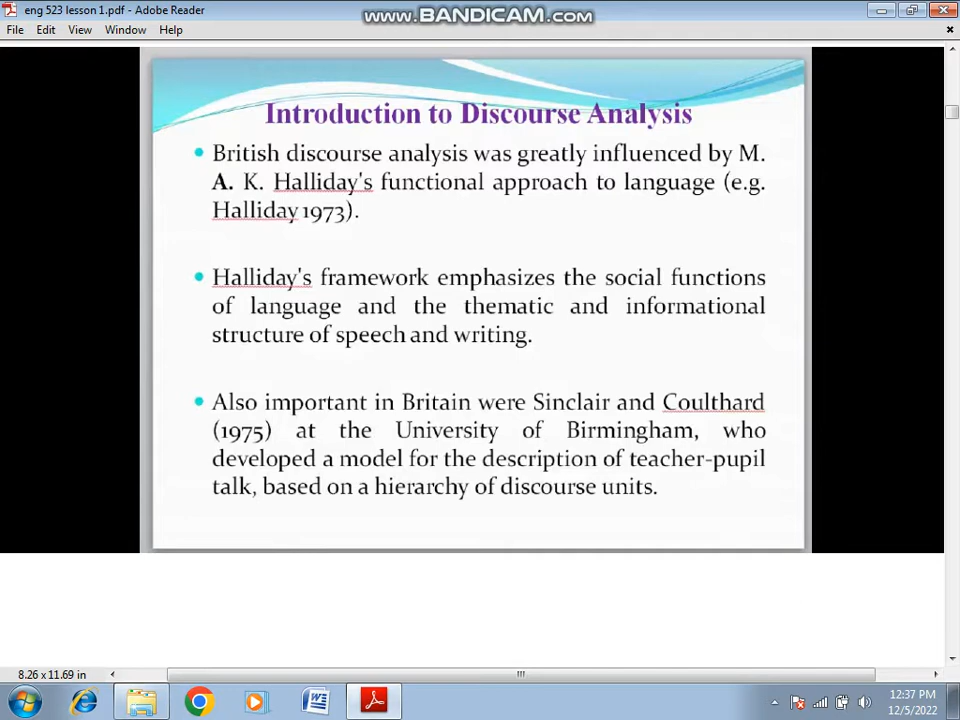 eng 523 lesson 1.pdf - Adobe Reader
www.BANDICAM.com
File Edit View Window Help
Introduction to Discourse Analysis
British discourse analysis was greatly influenced by M.
A. K. Halliday's functional approach to language (e.g.
Halliday 1973).
Halliday's framework emphasizes the social functions
of language and the thematic and informational
structure of speech and writing.
Also important in Britain were Sinclair and Coulthard
(1975) at the University of Birmingham, who
developed a model for the description of teacher-pupil
talk, based on a hierarchy of discourse units.
8.26 x 11.69 in
12:37 PM
12/5/2022